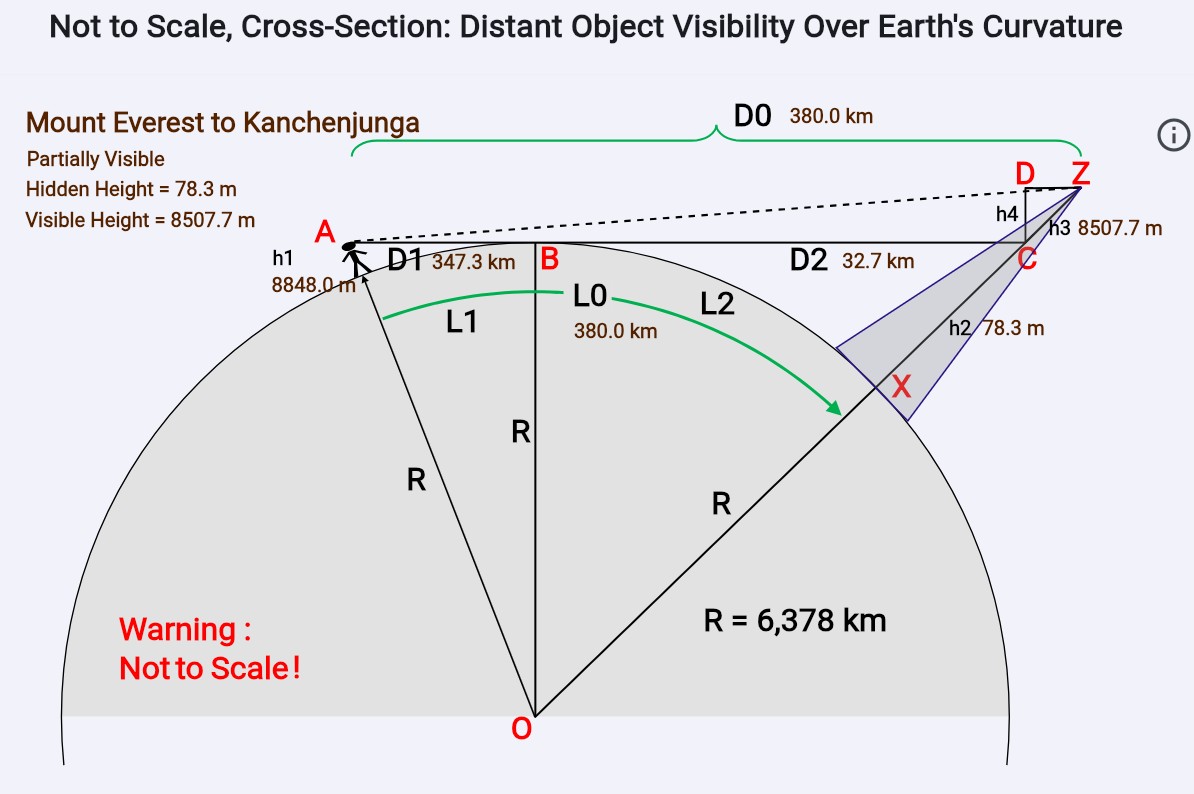 Not to Scale, Cross-Section: Distant Object Visibility Over Earth's Curvature
Mount Everest to Kanchenjunga
Partially Visible
Hidden Height = 78.3 m
Visible Height = 8507.7 m
D0 380.0 km
D Z
h4
h3 8507.7 m
A
h1
8848.0 m
D1 347.3 km
B
D2 32.7 km
C
L0
380.0 km
L1
L2
h2 78.3 m
X
R
R
R
R = 6,378 km
Warning :
Not to Scale!
O